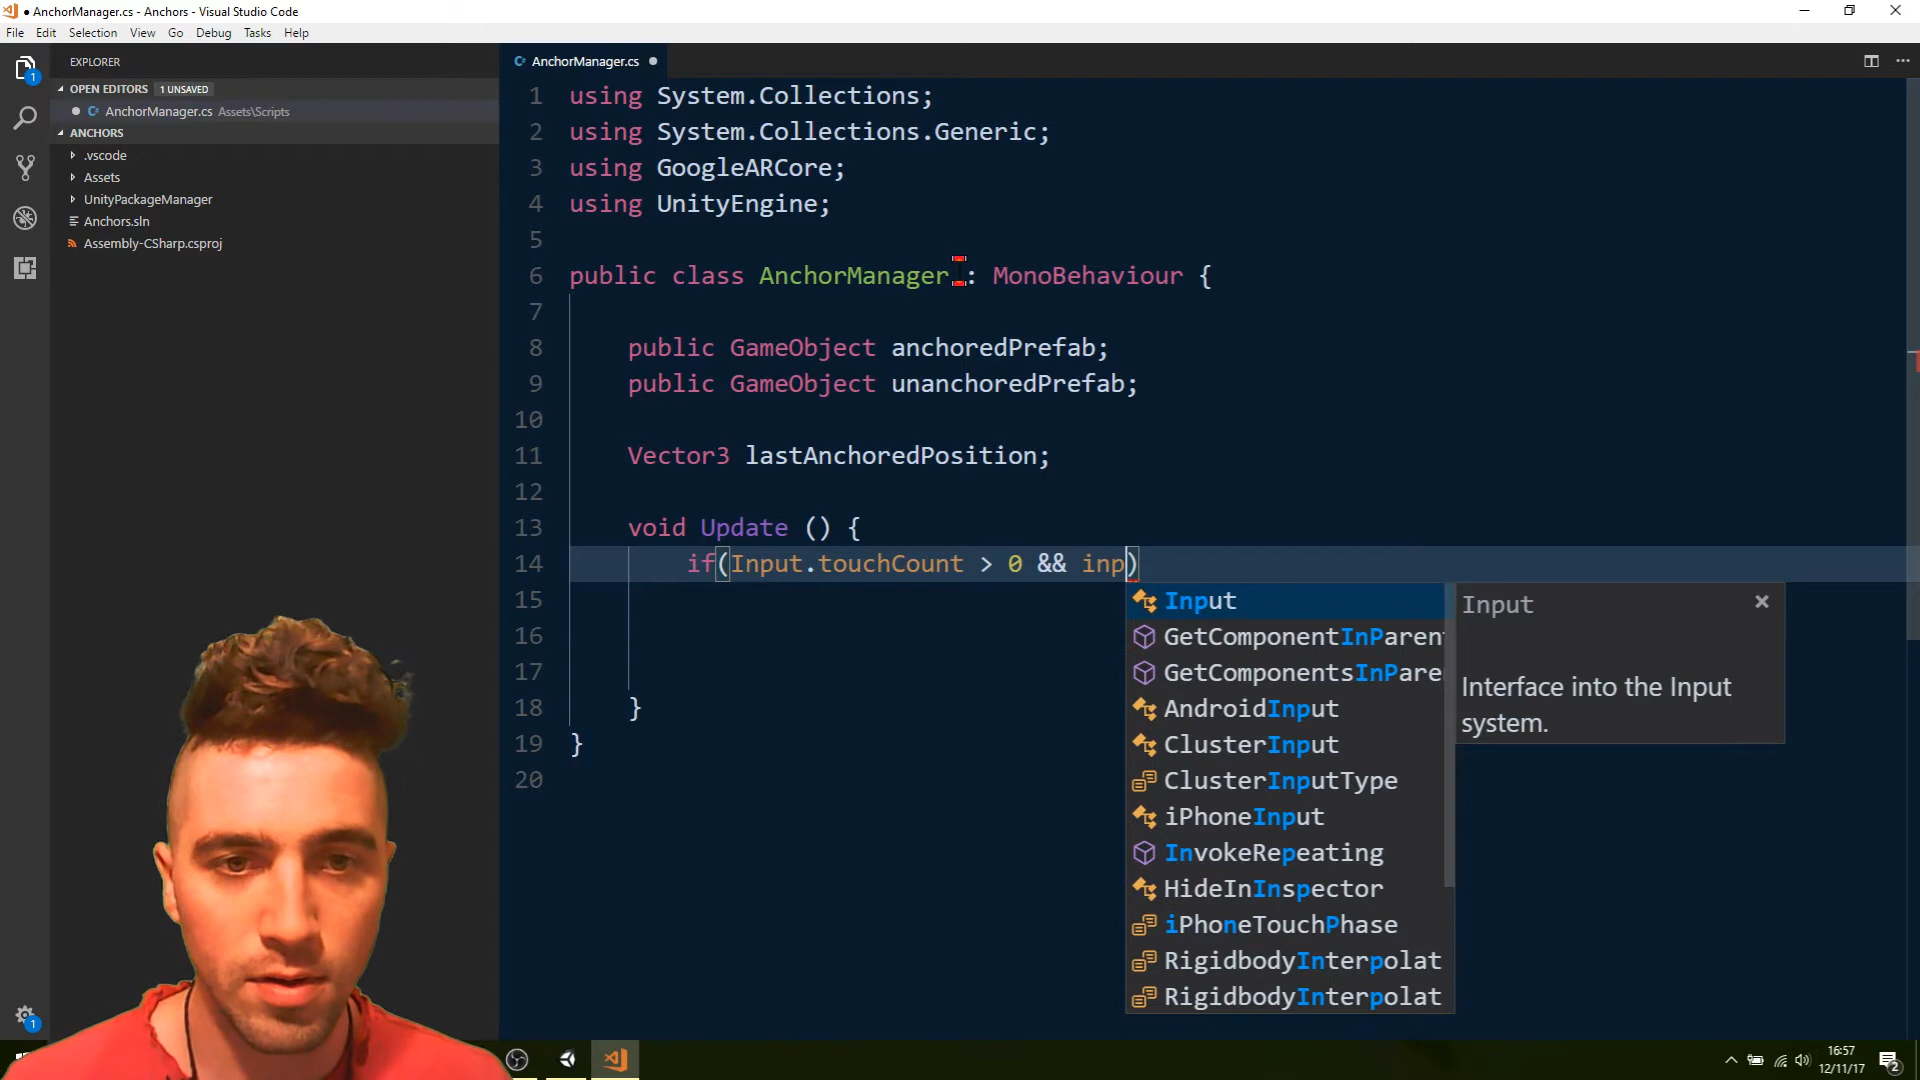 AnchorManager.cs - Anchors - Visual Studio Code
File Edit Selection View Go Debug Tasks Help
EXPLORER
OPEN EDITORS 1 UNSAVED
AnchorManager.cs Assets\Scripts
ANCHORS
.vscode
Assets
UnityPackageManager
Anchors.sln
Assembly-CSharp.csproj
1
1
AnchorManager.cs
1 using System.Collections;
2 using System.Collections.Generic;
3 using GoogleARCore;
4 using UnityEngine;
5
6 public class AnchorManager : MonoBehaviour {
7
8 public GameObject anchoredPrefab;
9 public GameObject unanchoredPrefab;
10
11 Vector3 lastAnchoredPosition;
12
13 void Update () {
14 if(Input.touchCount > 0 && inp)
15
16
17
18 }
19 }
20
Input
GetComponentInParent
GetComponentsInPare
AndroidInput
ClusterInput
ClusterInputType
iPhoneInput
InvokeRepeating
HideInInspector
iPhoneTouchPhase
RigidbodyInterpolat
RigidbodyInterpolat
Input
Interface into the Input
system.
16:57
12/11/17
2